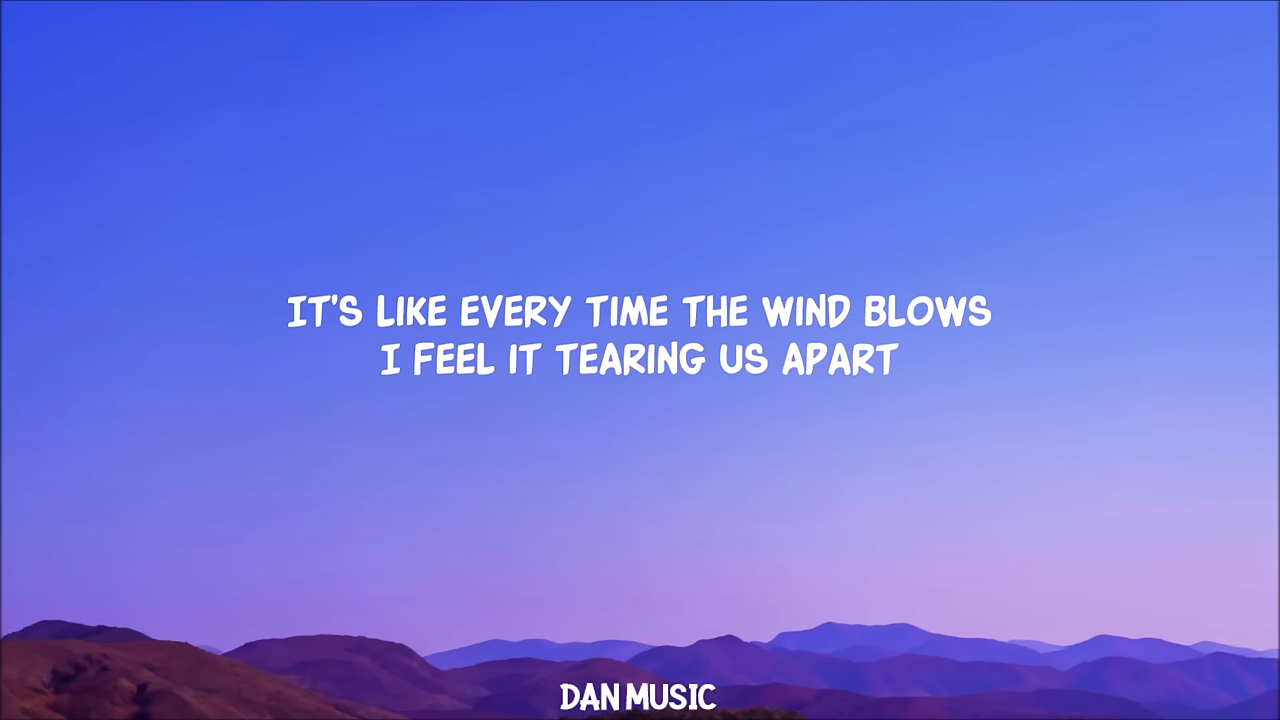 IT'S LIKE EVERY TIME THE WIND BLOWS
I FEEL IT TEARING US APART
DAN MUSIC